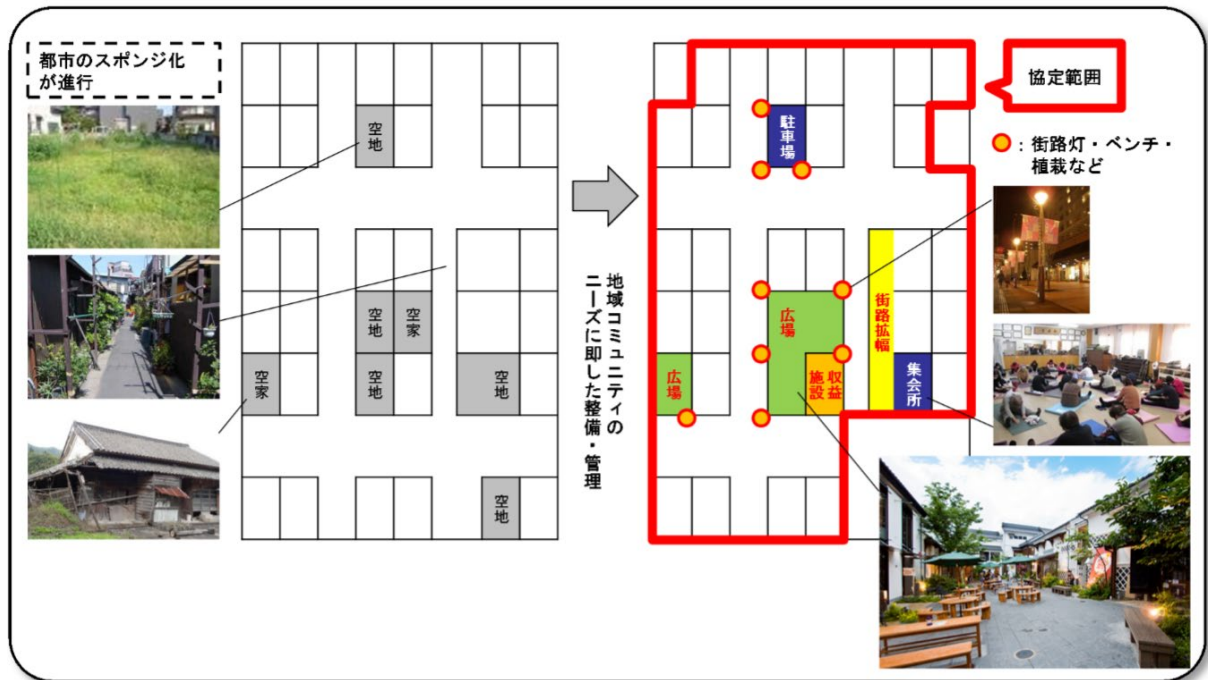 都市のスポンジ化
が進行
空地
空地
空家
空家
空地
空地
空地
地域コミュニティの
ニーズに即した整備・管理
協定範囲
：街路灯・ベンチ・
植栽など
駐車場
広場
街路拡幅
広場
収益
施設
集会所